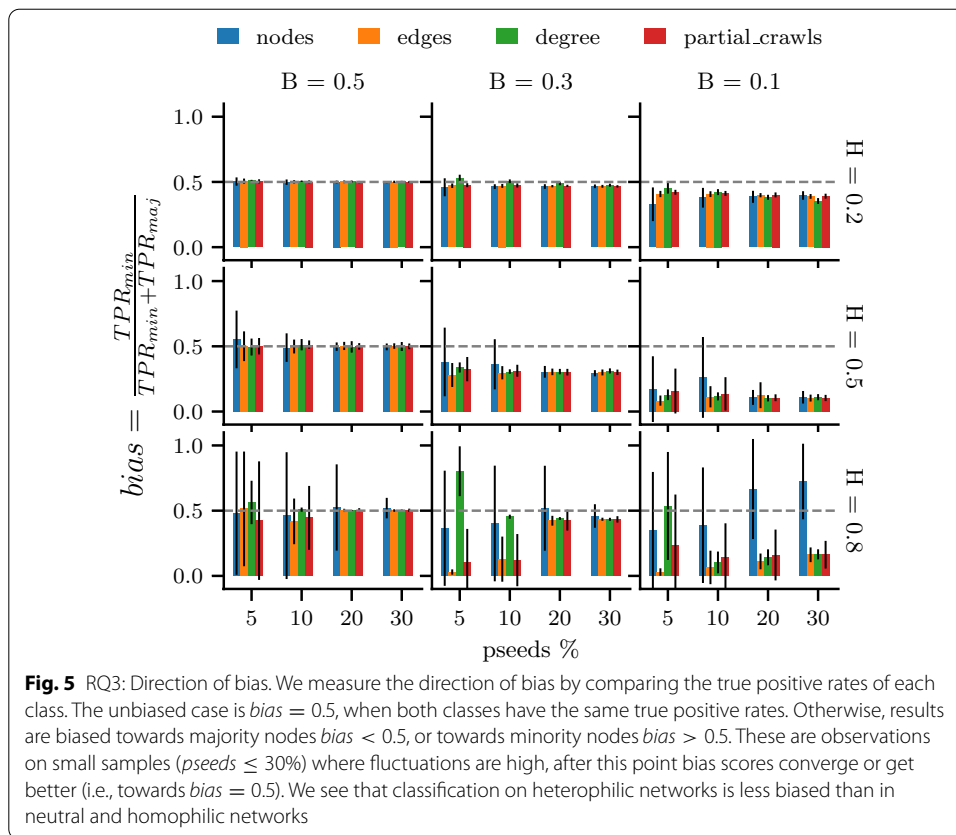 nodes edges degree partial_crawls
B = 0.5 B = 0.3 B = 0.1
1.0
0.5
0.0
H = 0.2
1.0
0.5
0.0
H = 0.5
1.0
0.5
0.0
H = 0.8
bias = TPR_min / TPR_min+TPR_maj
5 10 20 30 5 10 20 30 5 10 20 30
pseeds %
Fig. 5 RQ3: Direction of bias. We measure the direction of bias by comparing the true positive rates of each
class. The unbiased case is bias = 0.5, when both classes have the same true positive rates. Otherwise, results
are biased towards majority nodes bias < 0.5, or towards minority nodes bias > 0.5. These are observations
on small samples (pseeds ≤ 30%) where fluctuations are high, after this point bias scores converge or get
better (i.e., towards bias = 0.5). We see that classification on heterophilic networks is less biased than in
neutral and homophilic networks